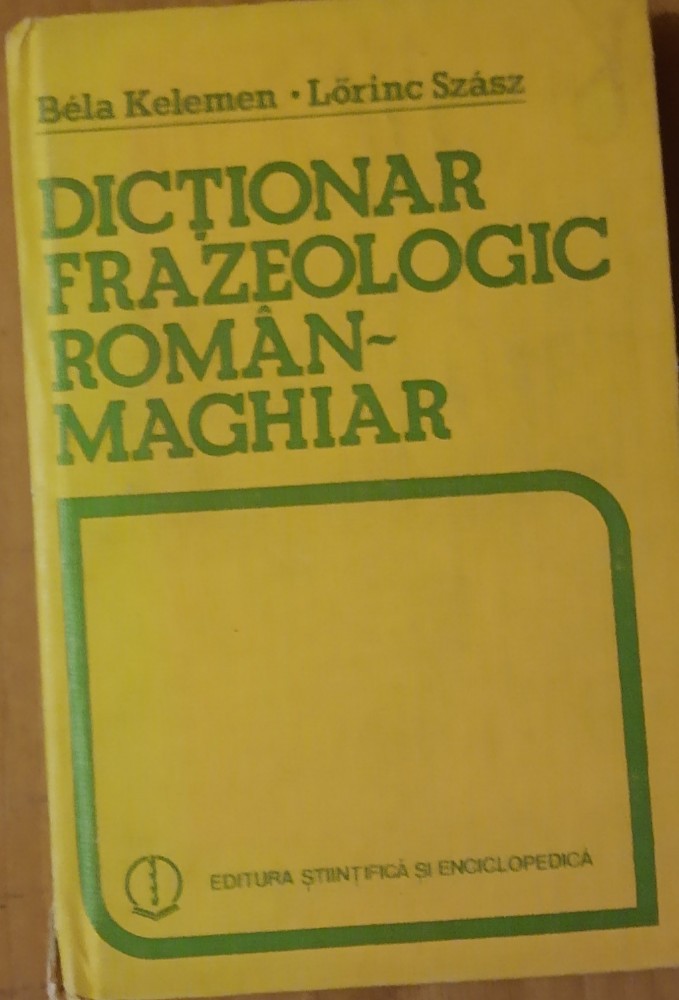 Béla Kelemen • Lőrinc Szász
DICȚIONAR
FRAZEOLOGIC
ROMÂN-
MAGHIAR
EDITURA ȘTIINȚIFICĂ ȘI ENCICLOPEDICĂ